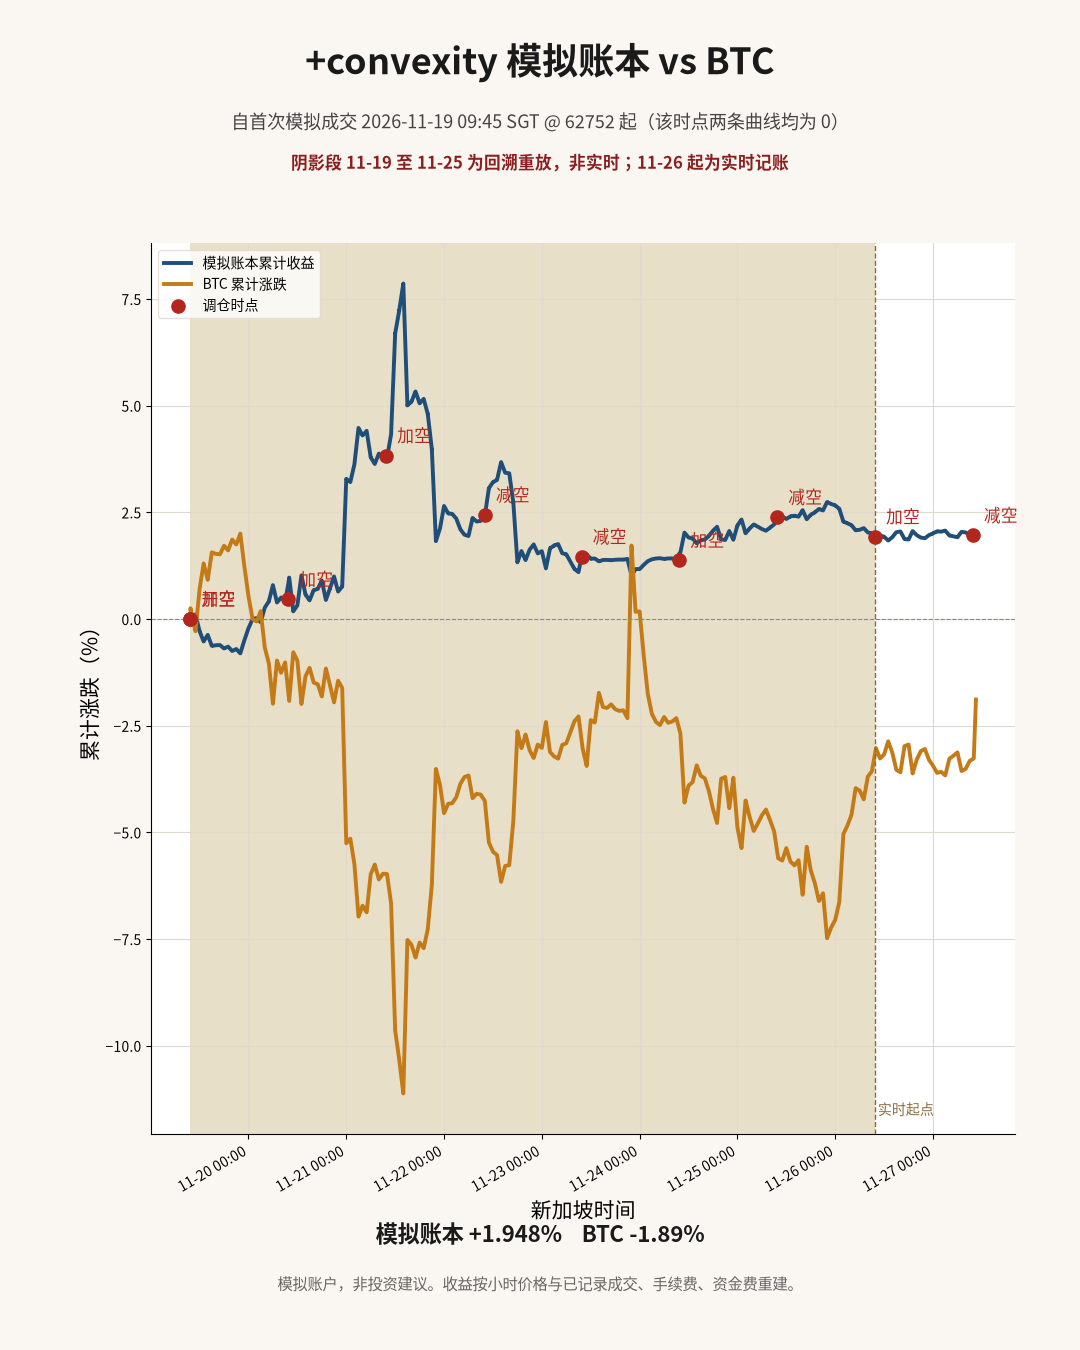 +convexity 模拟账本 vs BTC
自首次模拟成交 2026-11-19 09:45 SGT @ 62752 起（该时点两条曲线均为 0）
阴影段 11-19 至 11-25 为回溯重放，非实时；11-26 起为实时记账
模拟账本累计收益
BTC 累计涨跌
调仓时点
7.5
5.0
2.5
0.0
−2.5
−5.0
−7.5
−10.0
累计涨跌（%）
加空
加空
加空
减空
减空
加空
减空
加空
减空
实时起点
11-20 00:00
11-21 00:00
11-22 00:00
11-23 00:00
11-24 00:00
11-25 00:00
11-26 00:00
11-27 00:00
新加坡时间
模拟账本 +1.948% BTC -1.89%
模拟账户，非投资建议。收益按小时价格与已记录成交、手续费、资金费重建。